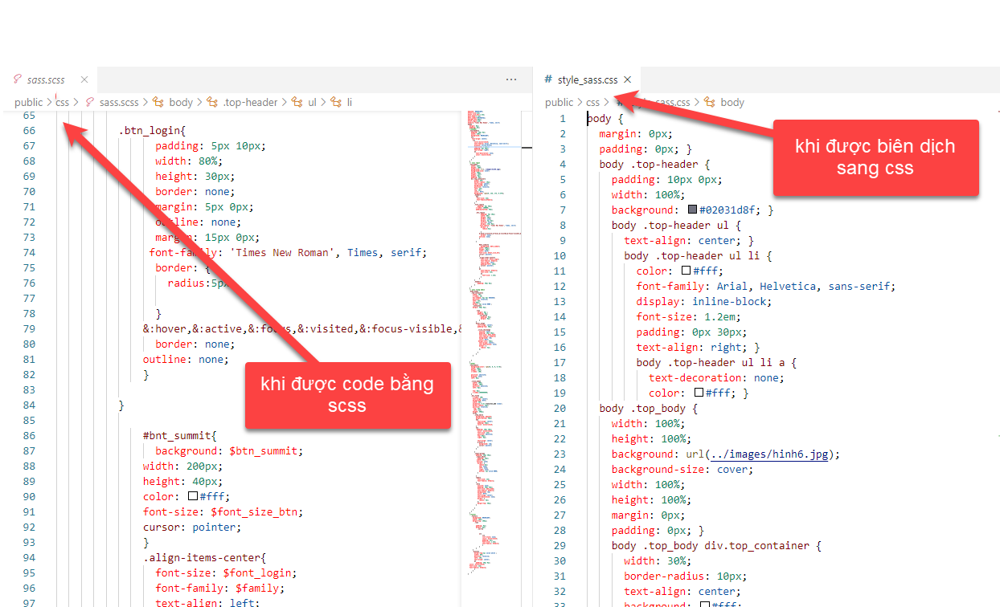 sass.scss
public > css > sass.scss > body > .top-header > ul > li
65
66 .btn_login{
67 padding: 5px 10px;
68 width: 80%;
69 height: 30px;
70 border: none;
71 margin: 5px 0px;
72 outline: none;
73 margin: 15px 0px;
74 font-family: 'Times New Roman', Times, serif;
75 border: {
76 radius:5px
77
78 }
79 &:hover,&:active,&:focus,&:visited,&:focus-visible,&
80 border: none;
81 outline: none;
82 }
83
84 }
85
86 #bnt_summit{
87 background: $btn_summit;
88 width: 200px;
89 height: 40px;
90 color: #fff;
91 font-size: $font_size_btn;
92 cursor: pointer;
93 }
94 .align-items-center{
95 font-size: $font_login;
96 font-family: $family;
97 text-align: left;
khi được code bằng
scss
# style_sass.css
public > css > # style_sass.css > body
1 body {
2 margin: 0px;
3 padding: 0px; }
4 body .top-header {
5 padding: 10px 0px;
6 width: 100%;
7 background: #02031d8f; }
8 body .top-header ul {
9 text-align: center; }
10 body .top-header ul li {
11 color: #fff;
12 font-family: Arial, Helvetica, sans-serif;
13 display: inline-block;
14 font-size: 1.2em;
15 padding: 0px 30px;
16 text-align: right; }
17 body .top-header ul li a {
18 text-decoration: none;
19 color: #fff; }
20 body .top_body {
21 width: 100%;
22 height: 100%;
23 background: url(../images/hinh6.jpg);
24 background-size: cover;
25 width: 100%;
26 height: 100%;
27 margin: 0px;
28 padding: 0px; }
29 body .top_body div.top_container {
30 width: 30%;
31 border-radius: 10px;
32 text-align: center;
33 background: #fff;
khi được biên dịch
sang css